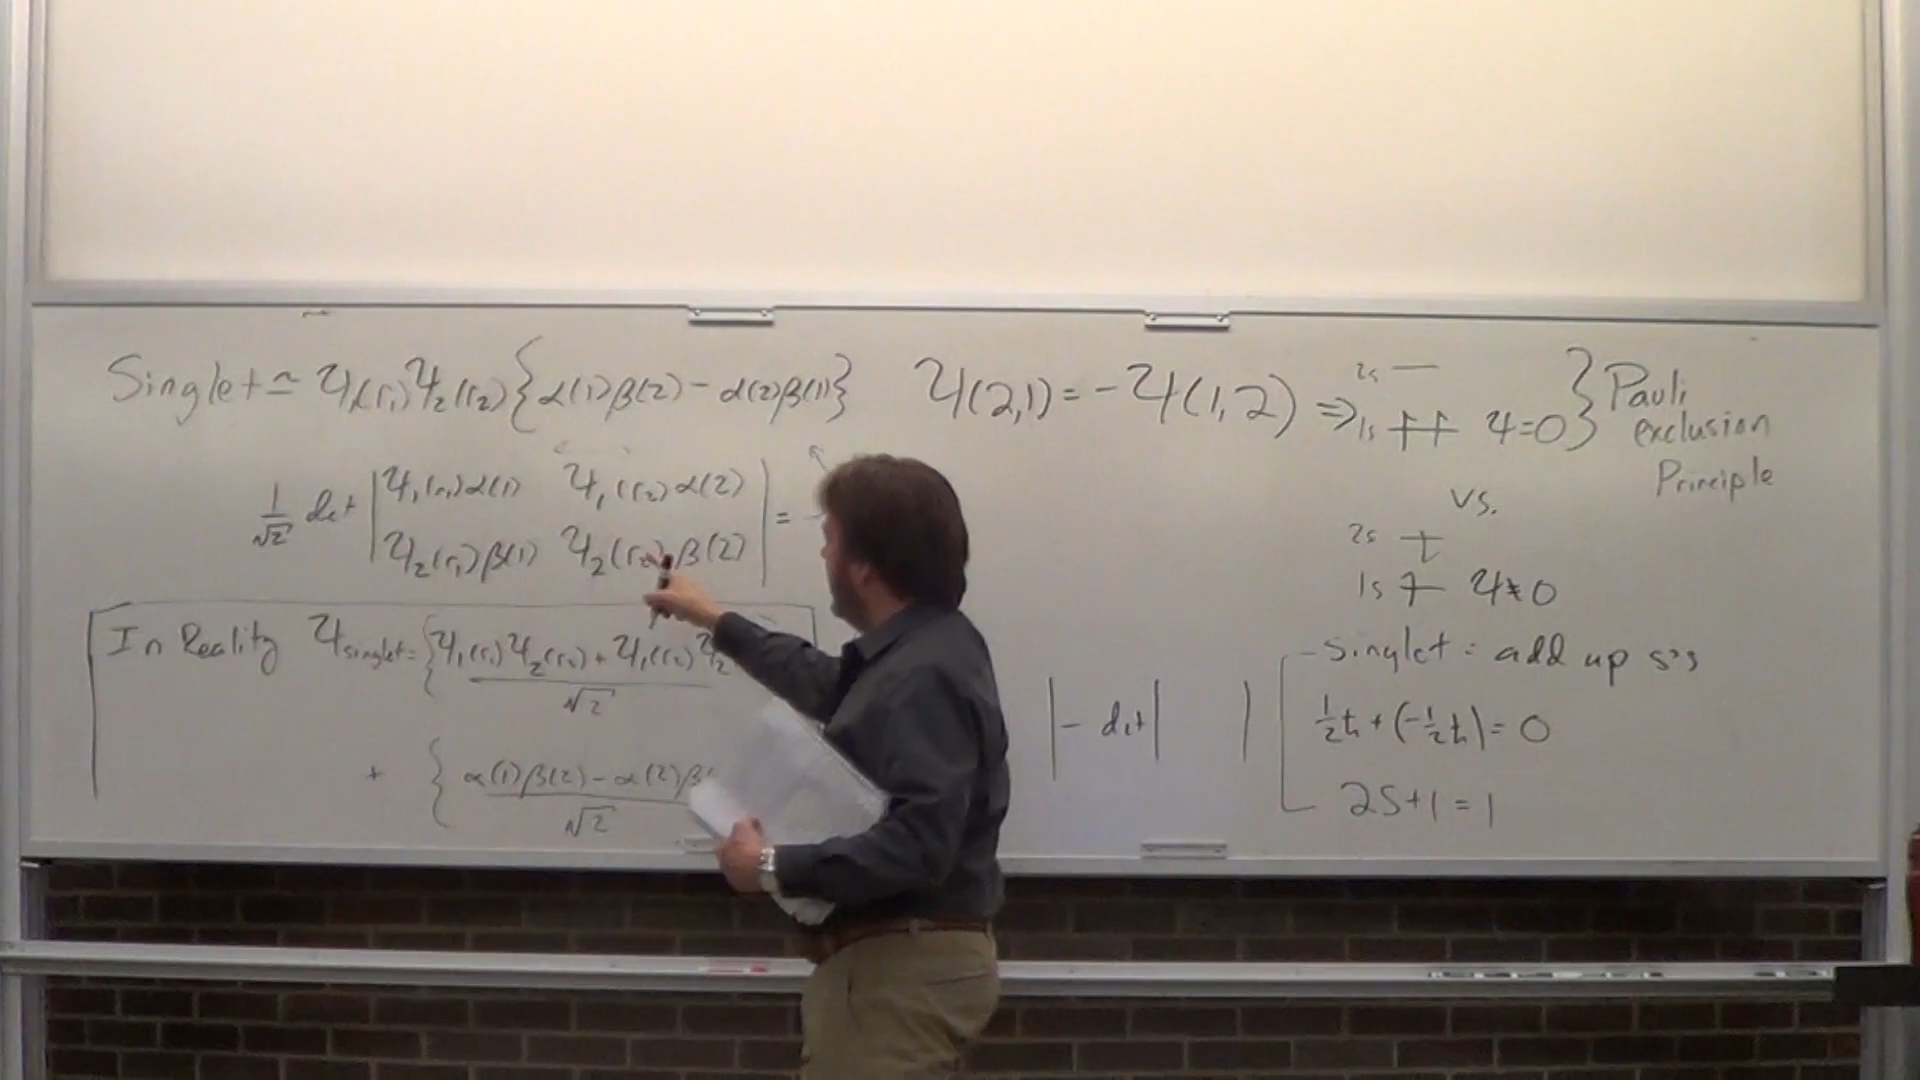 Singlet ≃ Ψ₁(r₁)Ψ₂(r₂){α(1)β(2) − α(2)β(1)}
1/√2 det |Ψ₁(r₁)α(1) Ψ₁(r₂)α(2)
Ψ₂(r₁)β(1) Ψ₂(r₂)β(2)| =
In Reality Ψsinglet = {Ψ₁(r₁)Ψ₂(r₂) + Ψ₁(r₂)Ψ₂
√2
+ {α(1)β(2) − α(2)β(
√2
Ψ(2,1) = −Ψ(1,2) ⇒
2s
1s Ψ=0 }
Pauli
exclusion
Principle
vs.
2s
1s Ψ≠0
|− det| |
- Singlet : add up s's
½ħ + (−½ħ) = 0
2S+1 = 1